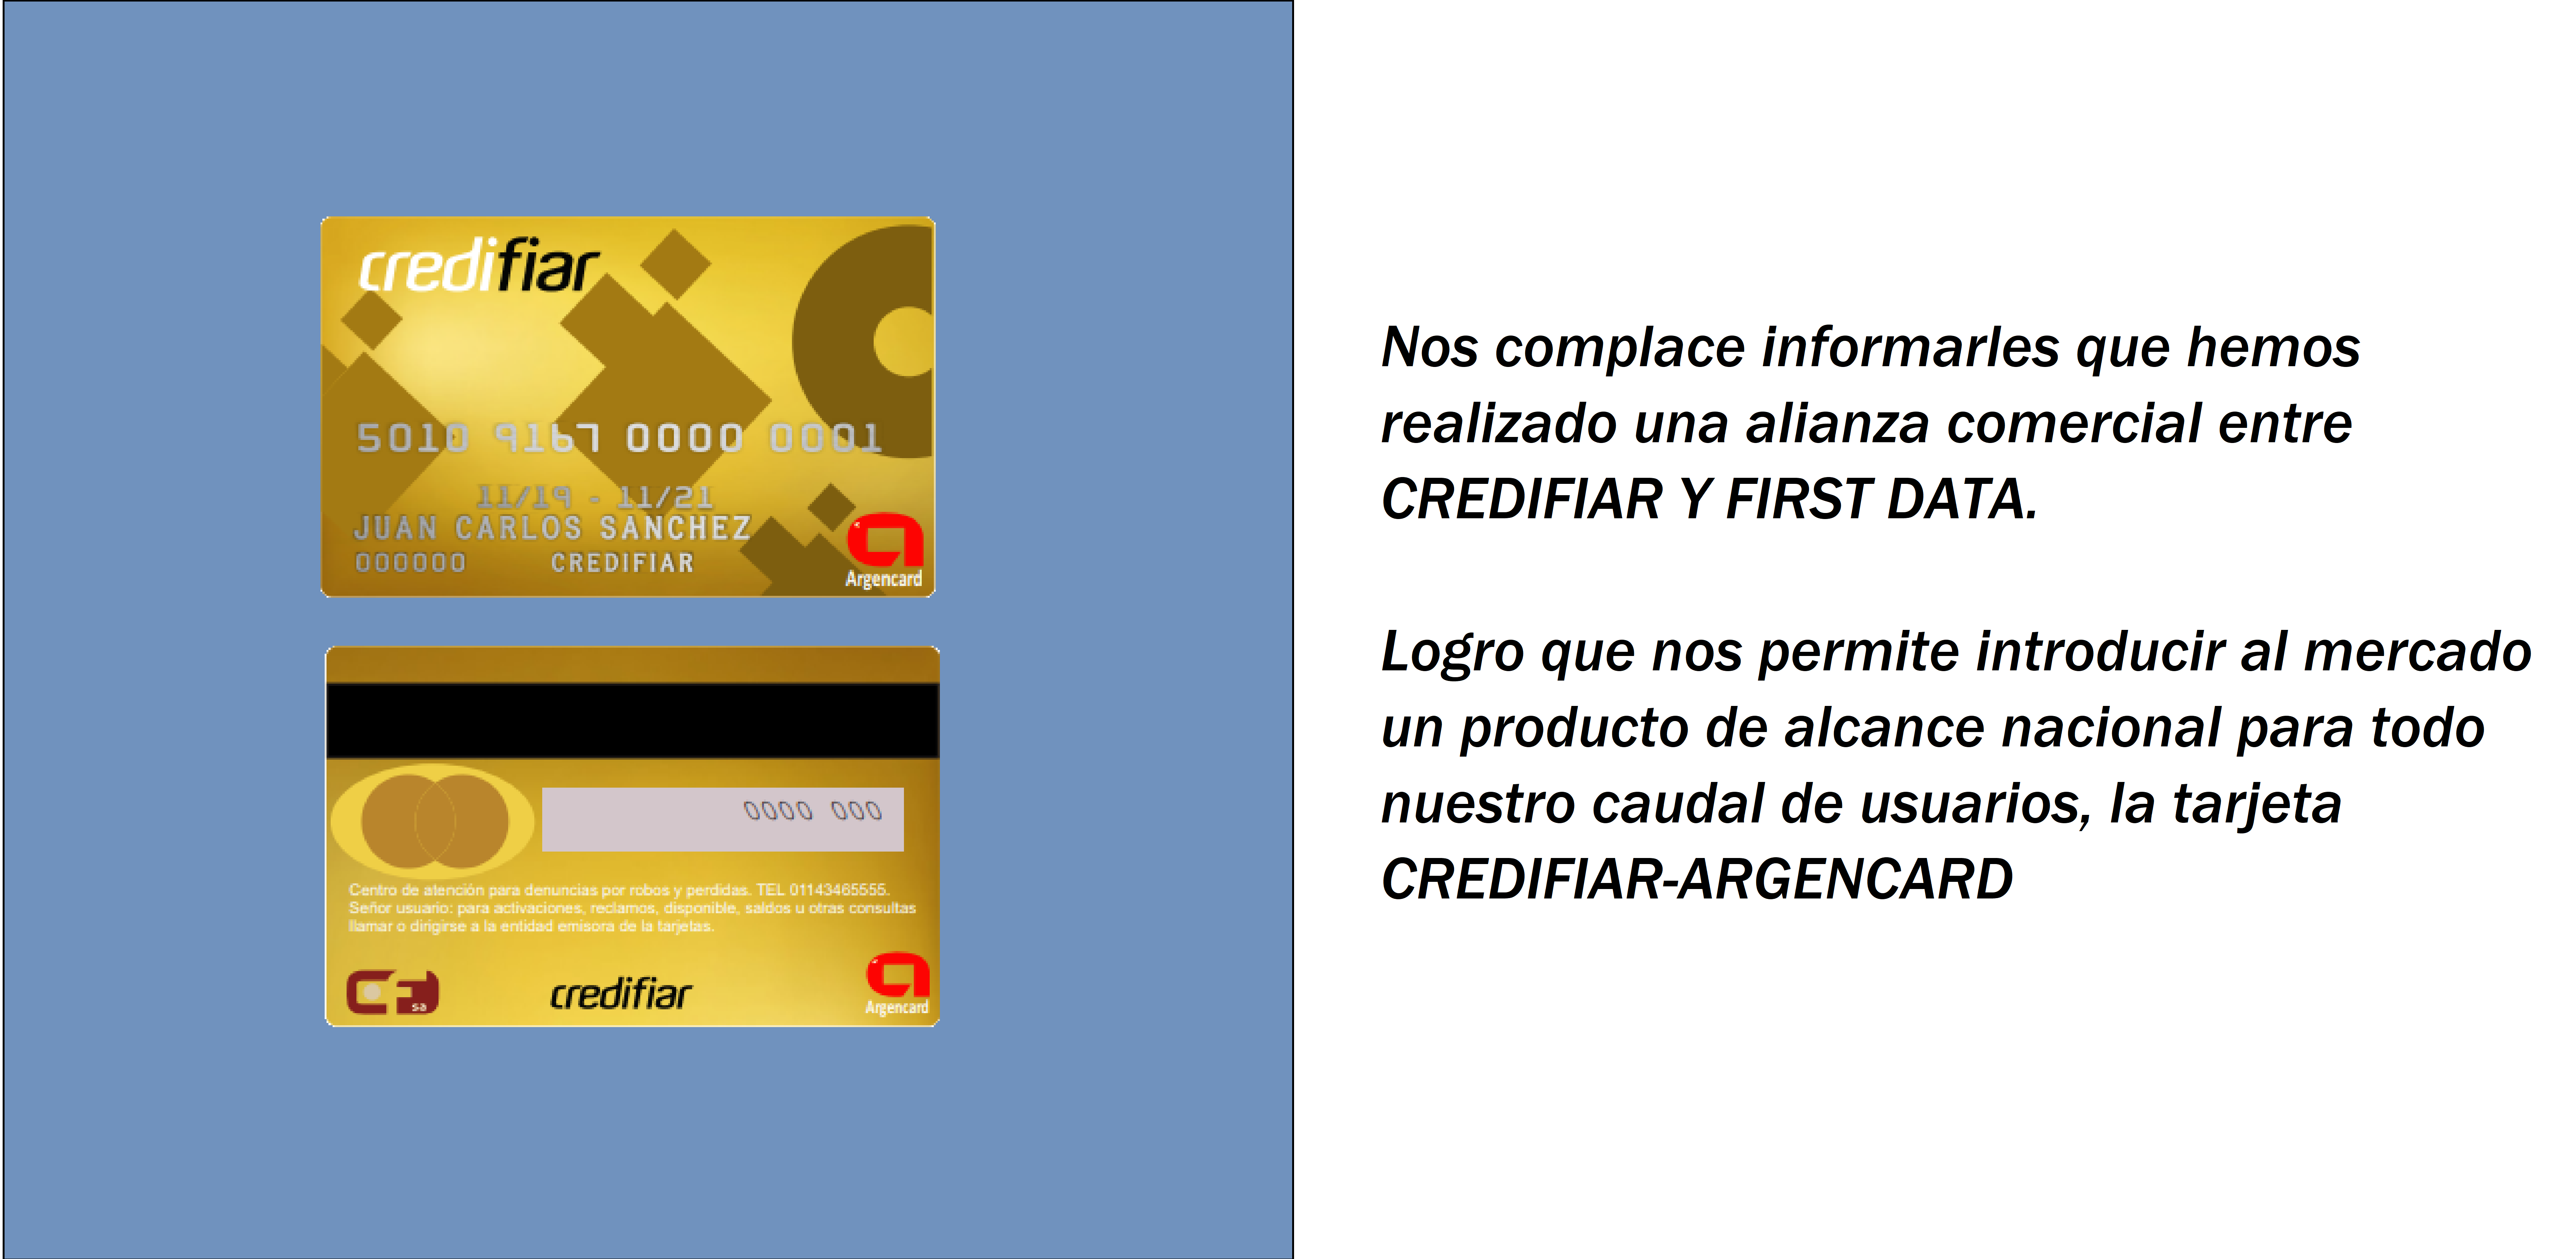 credifiar
5010 9167 0000 0001
11/19 - 11/21
JUAN CARLOS SANCHEZ
000000 CREDIFIAR
Argencard
0000 000
Centro de atención para denuncias por robos y perdidas. TEL 01143465555.
Señor usuario: para activaciones, reclamos, disponible, saldos u otras consultas
llamar o dirigirse a la entidad emisora de la tarjetas.
CF sa
credifiar
Argencard
Nos complace informarles que hemos
realizado una alianza comercial entre
CREDIFIAR Y FIRST DATA.
Logro que nos permite introducir al mercado
un producto de alcance nacional para todo
nuestro caudal de usuarios, la tarjeta
CREDIFIAR-ARGENCARD